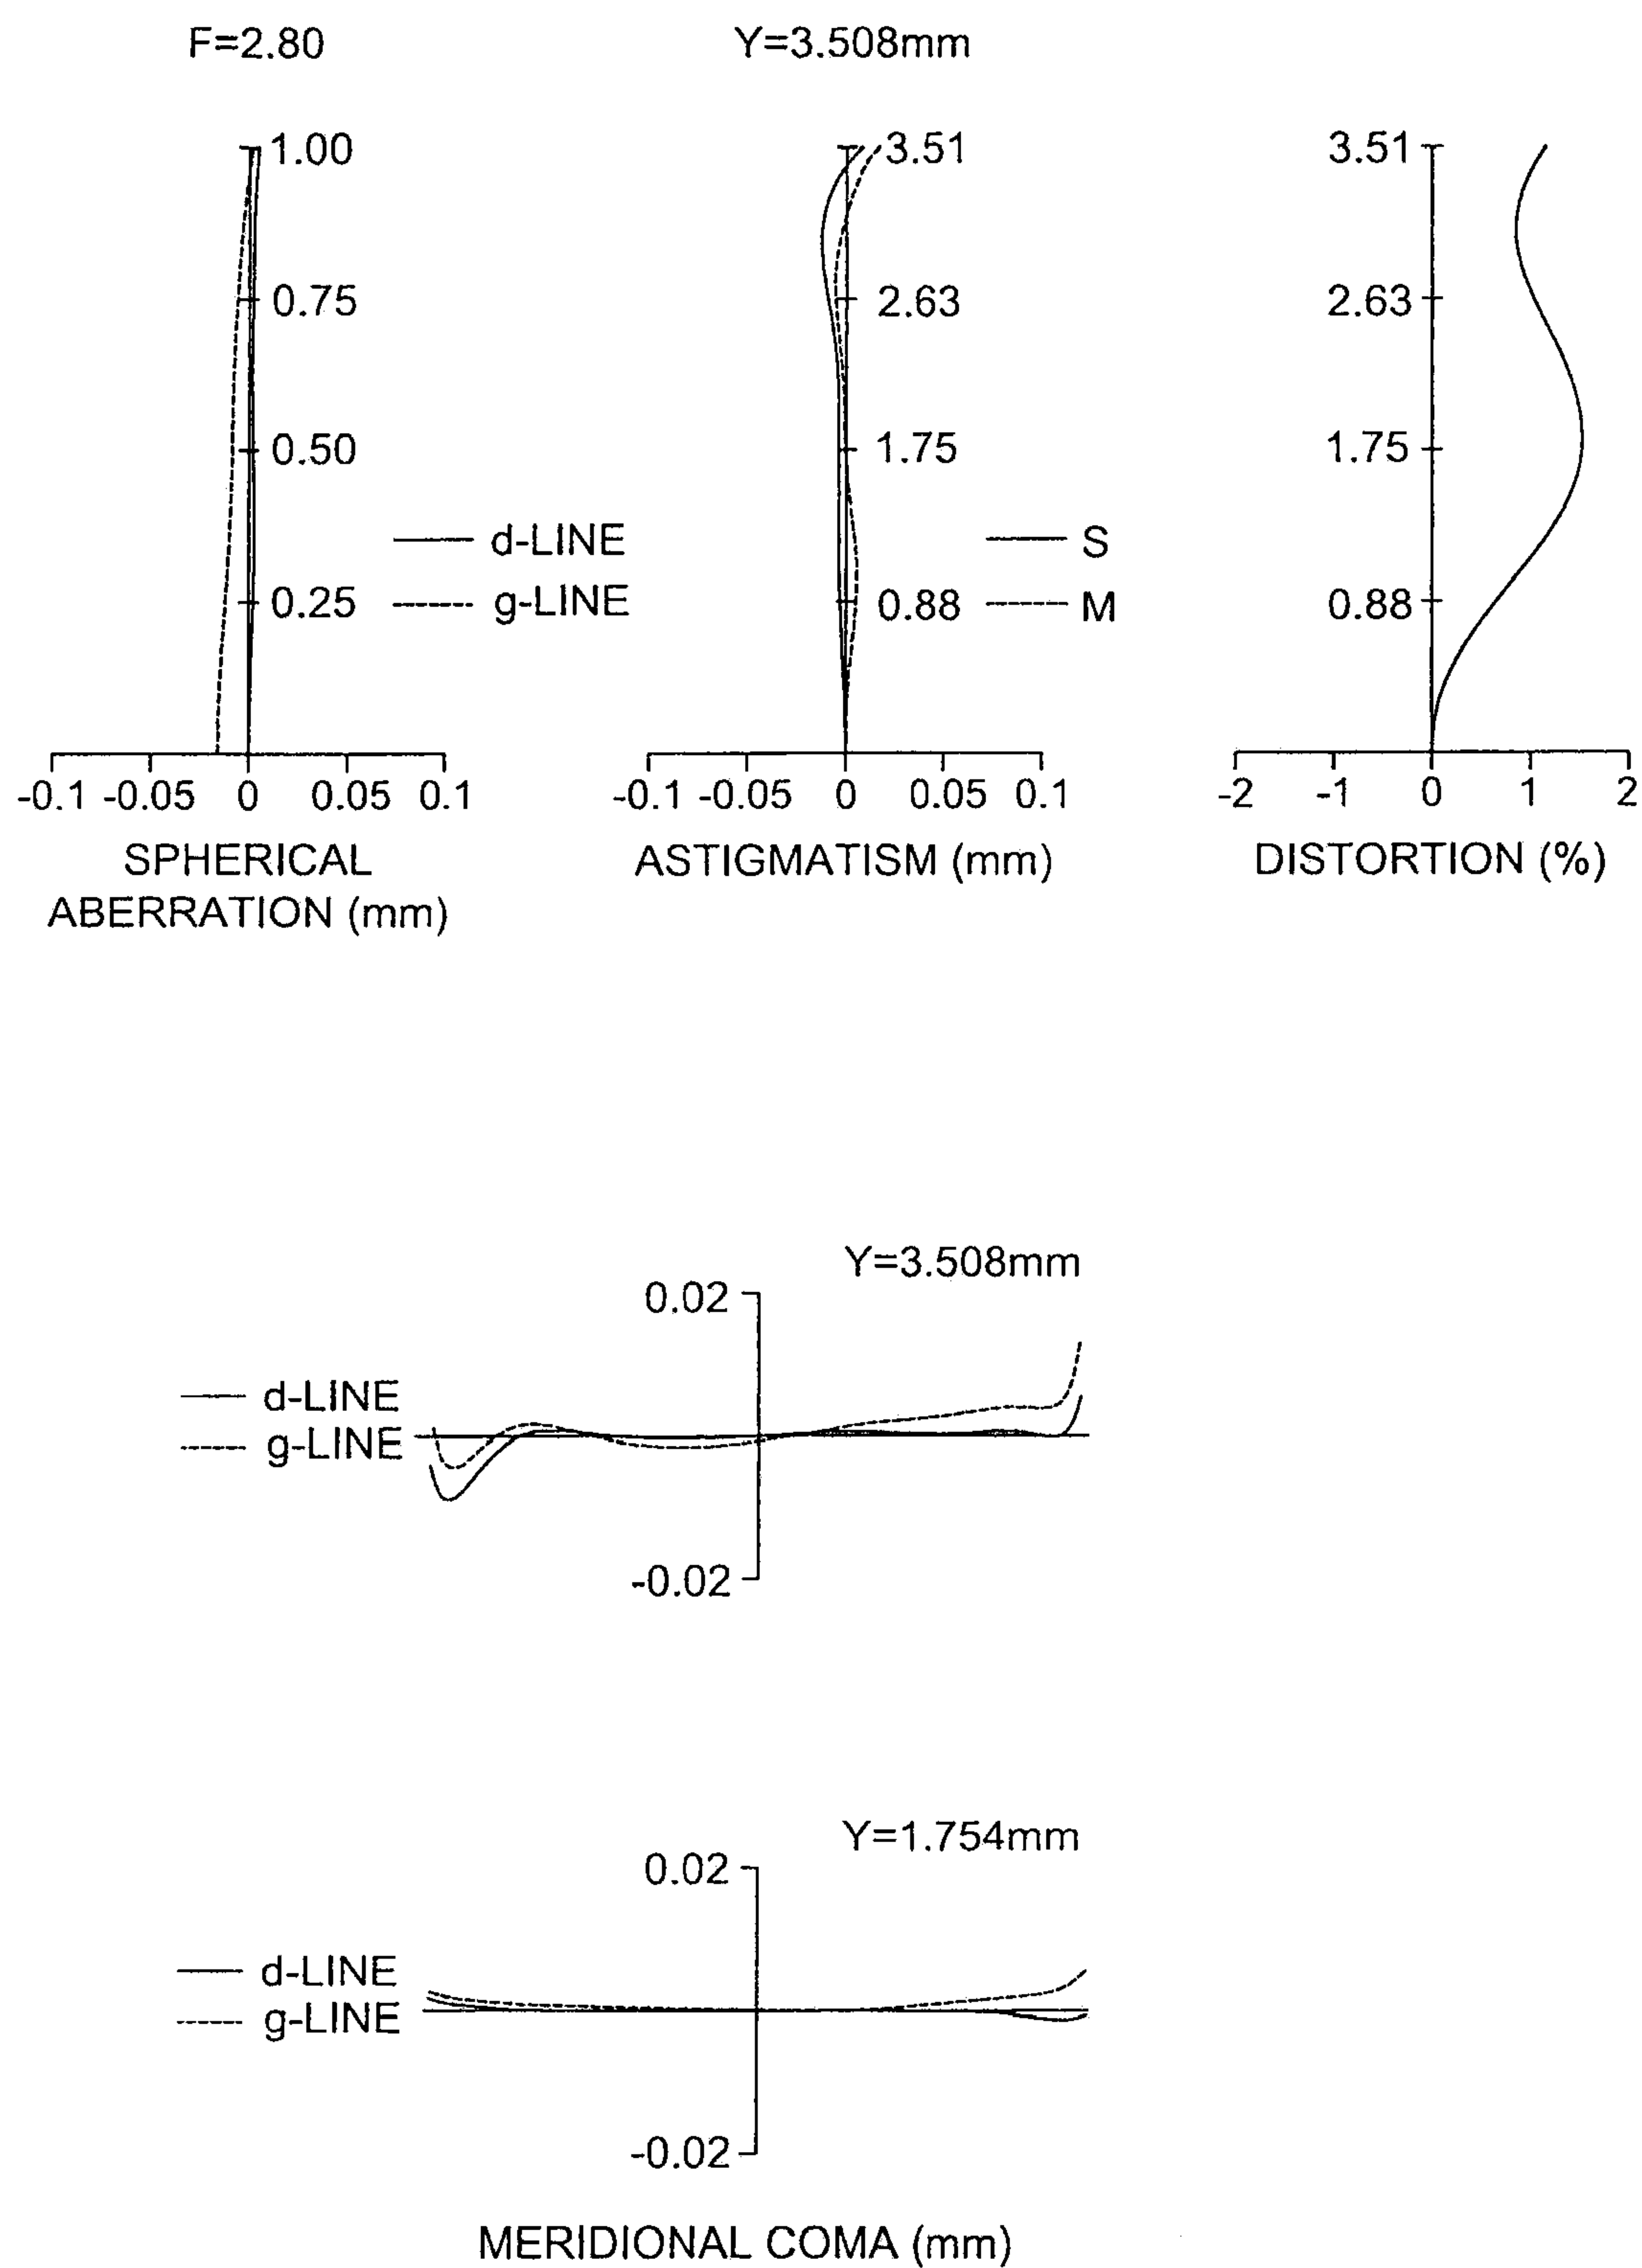 F=2.80
1.00
0.75
0.50
0.25
d-LINE
g-LINE
-0.1 -0.05 0 0.05 0.1
SPHERICAL
ABERRATION (mm)
Y=3.508mm
3.51
2.63
1.75
0.88
S
M
-0.1 -0.05 0 0.05 0.1
ASTIGMATISM (mm)
3.51
2.63
1.75
0.88
-2 -1 0 1 2
DISTORTION (%)
Y=3.508mm
0.02
d-LINE
g-LINE
-0.02
Y=1.754mm
0.02
d-LINE
g-LINE
-0.02
MERIDIONAL COMA (mm)